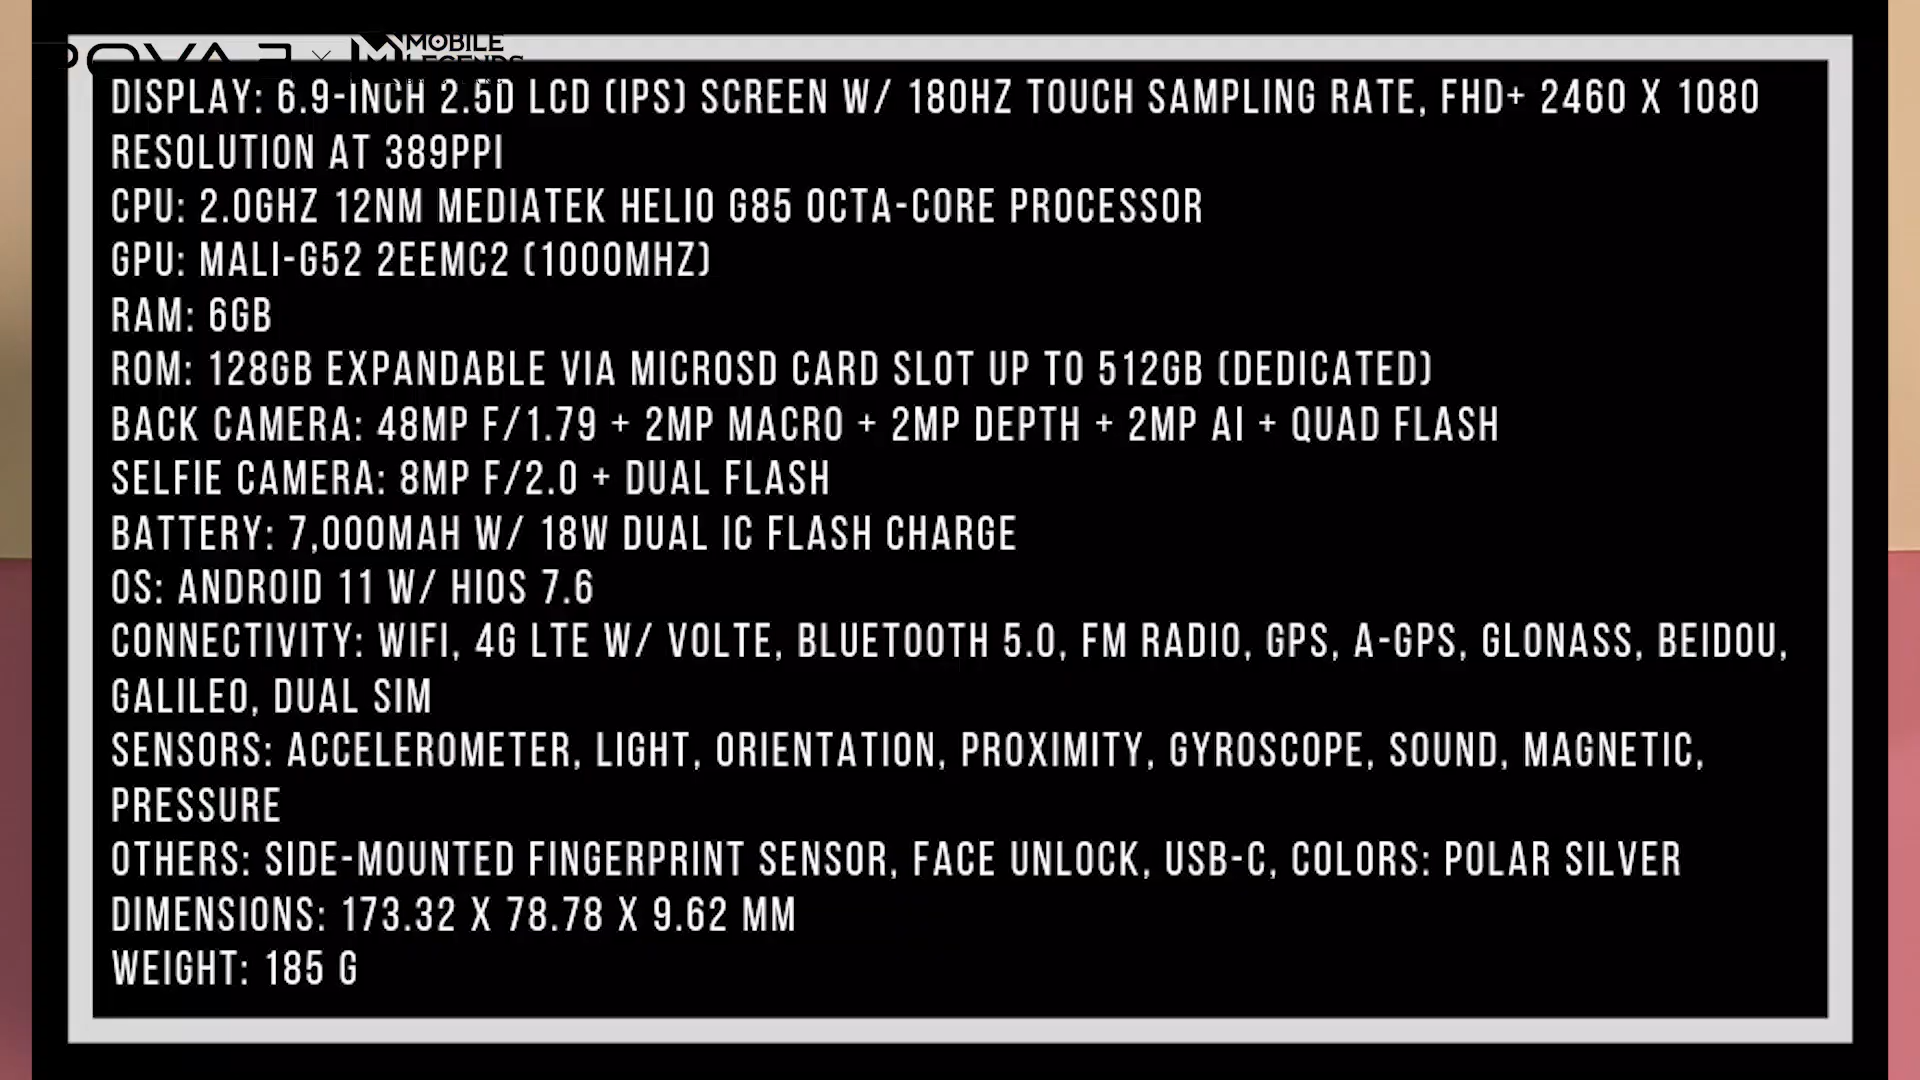 POVA 2 × MOBILE
LEGENDS
DISPLAY: 6.9-INCH 2.5D LCD (IPS) SCREEN W/ 180HZ TOUCH SAMPLING RATE, FHD+ 2460 X 1080
RESOLUTION AT 389PPI
CPU: 2.0GHZ 12NM MEDIATEK HELIO G85 OCTA-CORE PROCESSOR
GPU: MALI-G52 2EEMC2 (1000MHZ)
RAM: 6GB
ROM: 128GB EXPANDABLE VIA MICROSD CARD SLOT UP TO 512GB (DEDICATED)
BACK CAMERA: 48MP F/1.79 + 2MP MACRO + 2MP DEPTH + 2MP AI + QUAD FLASH
SELFIE CAMERA: 8MP F/2.0 + DUAL FLASH
BATTERY: 7,000MAH W/ 18W DUAL IC FLASH CHARGE
OS: ANDROID 11 W/ HIOS 7.6
CONNECTIVITY: WIFI, 4G LTE W/ VOLTE, BLUETOOTH 5.0, FM RADIO, GPS, A-GPS, GLONASS, BEIDOU,
GALILEO, DUAL SIM
SENSORS: ACCELEROMETER, LIGHT, ORIENTATION, PROXIMITY, GYROSCOPE, SOUND, MAGNETIC,
PRESSURE
OTHERS: SIDE-MOUNTED FINGERPRINT SENSOR, FACE UNLOCK, USB-C, COLORS: POLAR SILVER
DIMENSIONS: 173.32 X 78.78 X 9.62 MM
WEIGHT: 185 G